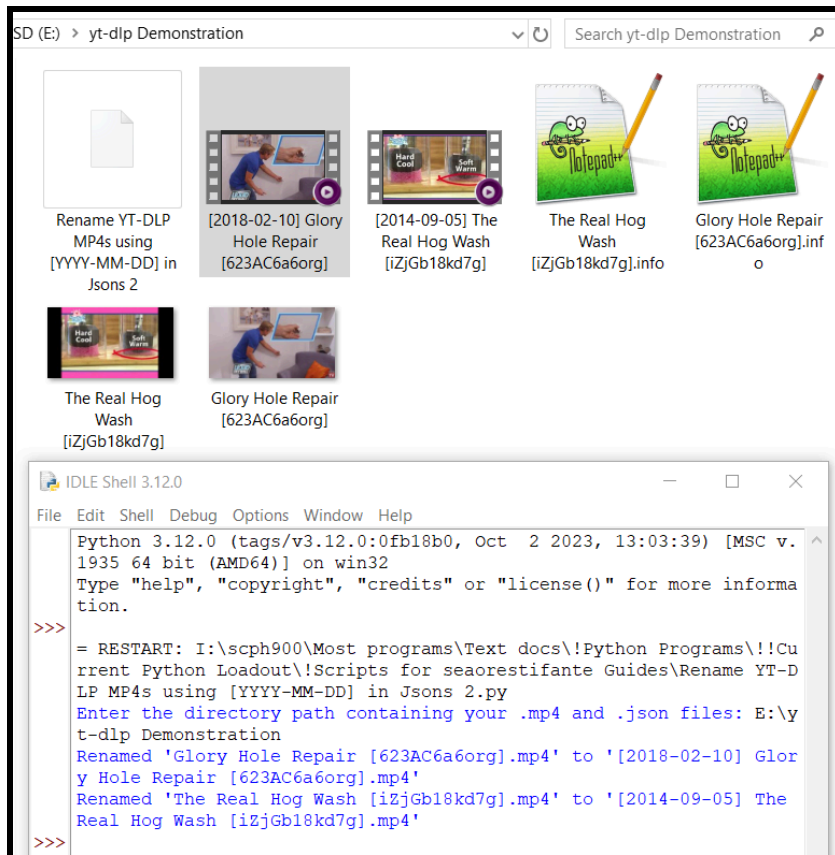 SD (E:) > yt-dlp Demonstration
Search yt-dlp Demonstration
Rename YT-DLP
MP4s using
[YYYY-MM-DD] in
Jsons 2
[2018-02-10] Glory
Hole Repair
[623AC6a6org]
Hard
Cool
Soft
Warm
[2014-09-05] The
Real Hog Wash
[iZjGb18kd7g]
Notepad++
The Real Hog
Wash
[iZjGb18kd7g].info
Notepad++
Glory Hole Repair
[623AC6a6org].inf
o
Hard
Cool
Soft
Warm
The Real Hog
Wash
[iZjGb18kd7g]
Glory Hole Repair
[623AC6a6org]
IDLE Shell 3.12.0
File Edit Shell Debug Options Window Help
Python 3.12.0 (tags/v3.12.0:0fb18b0, Oct  2 2023, 13:03:39) [MSC v.
1935 64 bit (AMD64)] on win32
Type "help", "copyright", "credits" or "license()" for more informa
tion.
>>>
= RESTART: I:\scph900\Most programs\Text docs\!Python Programs\!!Cu
rrent Python Loadout\!Scripts for seaorestifante Guides\Rename YT-D
LP MP4s using [YYYY-MM-DD] in Jsons 2.py
Enter the directory path containing your .mp4 and .json files: E:\y
t-dlp Demonstration
Renamed 'Glory Hole Repair [623AC6a6org].mp4' to '[2018-02-10] Glor
y Hole Repair [623AC6a6org].mp4'
Renamed 'The Real Hog Wash [iZjGb18kd7g].mp4' to '[2014-09-05] The
Real Hog Wash [iZjGb18kd7g].mp4'
>>>